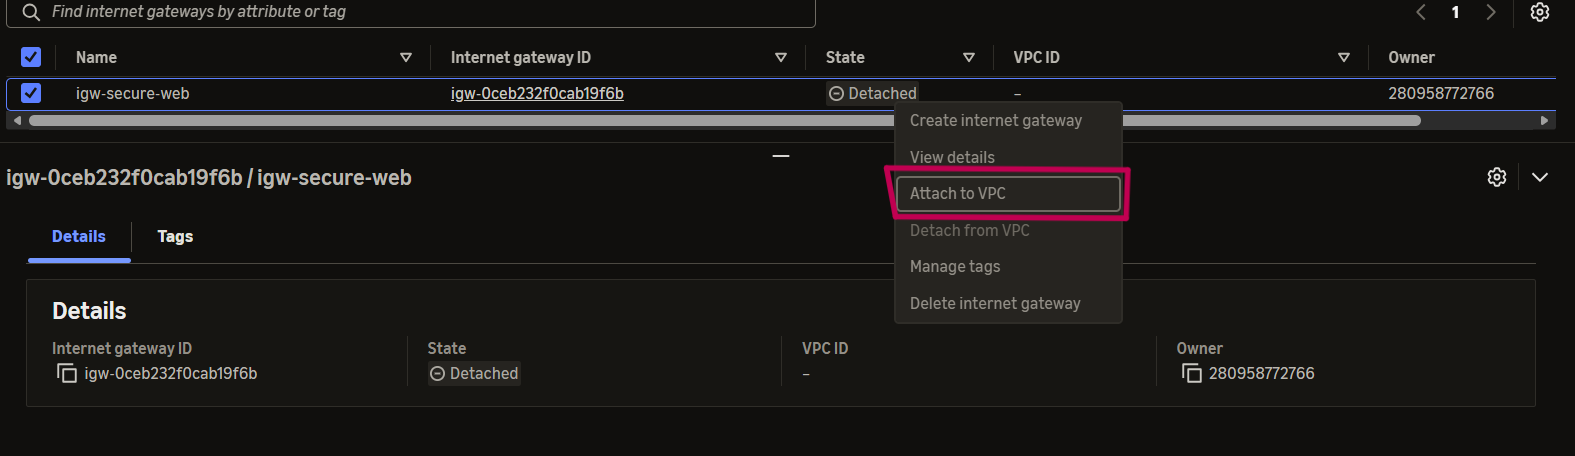 Find internet gateways by attribute or tag
1
Name Internet gateway ID State VPC ID Owner
igw-secure-web igw-0ceb232f0cab19f6b Detached – 280958772766
Create internet gateway
View details
Attach to VPC
Detach from VPC
Manage tags
Delete internet gateway
igw-0ceb232f0cab19f6b / igw-secure-web
Details Tags
Details
Internet gateway ID State VPC ID Owner
igw-0ceb232f0cab19f6b Detached – 280958772766